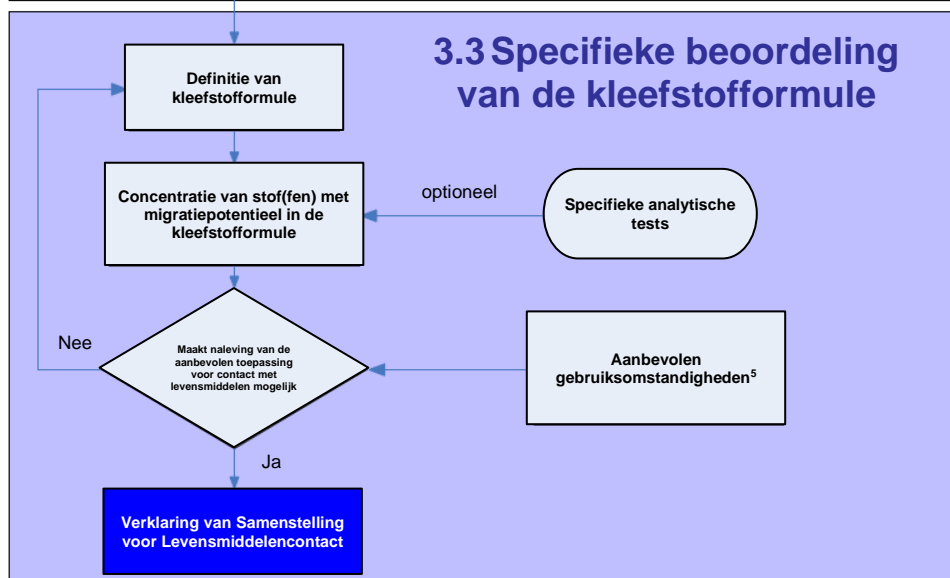 3.3 Specifieke beoordeling
van de kleefstofformule
Definitie van
kleefstofformule
Concentratie van stof(fen) met
migratiepotentieel in de
kleefstofformule
optioneel
Specifieke analytische
tests
Nee
Maakt naleving van de
aanbevolen toepassing
voor contact met
levensmiddelen mogelijk
Aanbevolen
gebruiksomstandigheden⁵
Ja
Verklaring van Samenstelling
voor Levensmiddelencontact